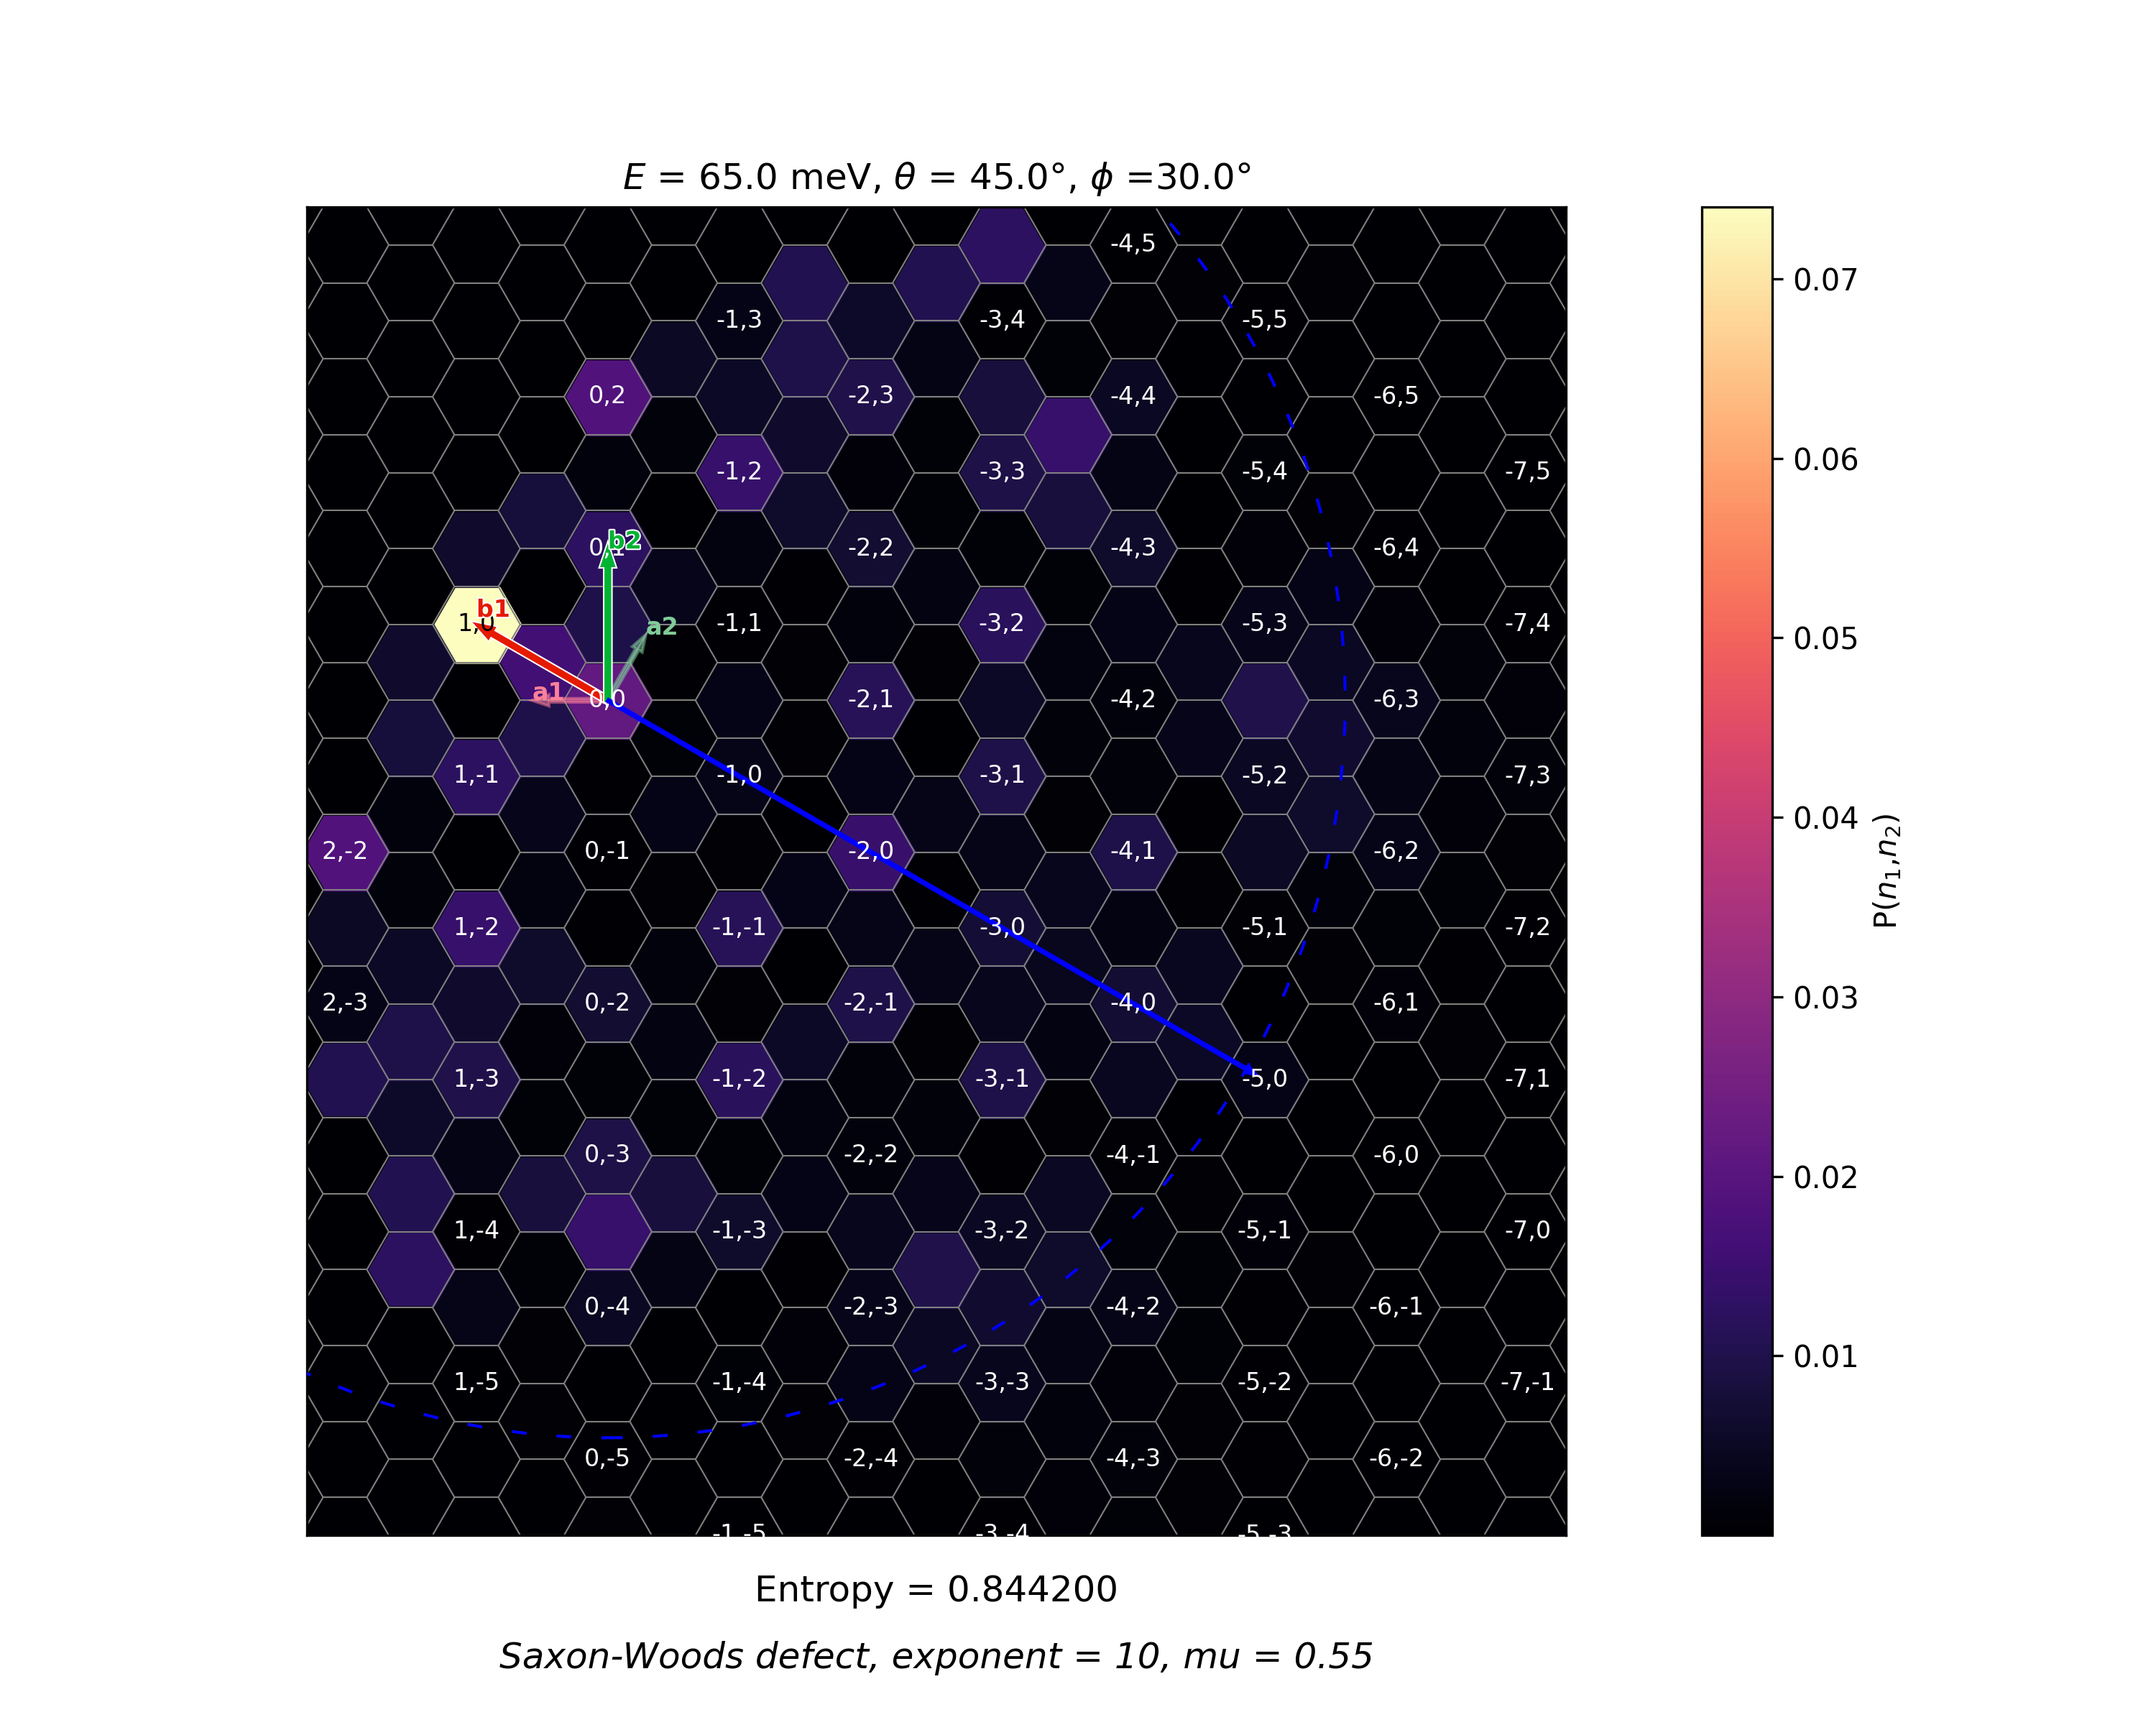 E = 65.0 meV, θ = 45.0°, ϕ =30.0°
-4,5
-1,3 -3,4 -5,5
0,2 -2,3 -4,4 -6,5
-1,2 -3,3 -5,4 -7,5
b2 -2,2 -4,3 -6,4
1,0 b1 a2 -1,1 -3,2 -5,3 -7,4
a1 0,0 -2,1 -4,2 -6,3
1,-1 -1,0 -3,1 -5,2 -7,3
2,-2 0,-1 -2,0 -4,1 -6,2
1,-2 -1,-1 -3,0 -5,1 -7,2
2,-3 0,-2 -2,-1 -4,0 -6,1
1,-3 -1,-2 -3,-1 -5,0 -7,1
0,-3 -2,-2 -4,-1 -6,0
1,-4 -1,-3 -3,-2 -5,-1 -7,0
0,-4 -2,-3 -4,-2 -6,-1
1,-5 -1,-4 -3,-3 -5,-2 -7,-1
0,-5 -2,-4 -4,-3 -6,-2
-1,-5 -3,-4 -5,-3
0.07
0.06
0.05
0.04
0.03
0.02
0.01
P(n₁,n₂)
Entropy = 0.844200
Saxon-Woods defect, exponent = 10, mu = 0.55